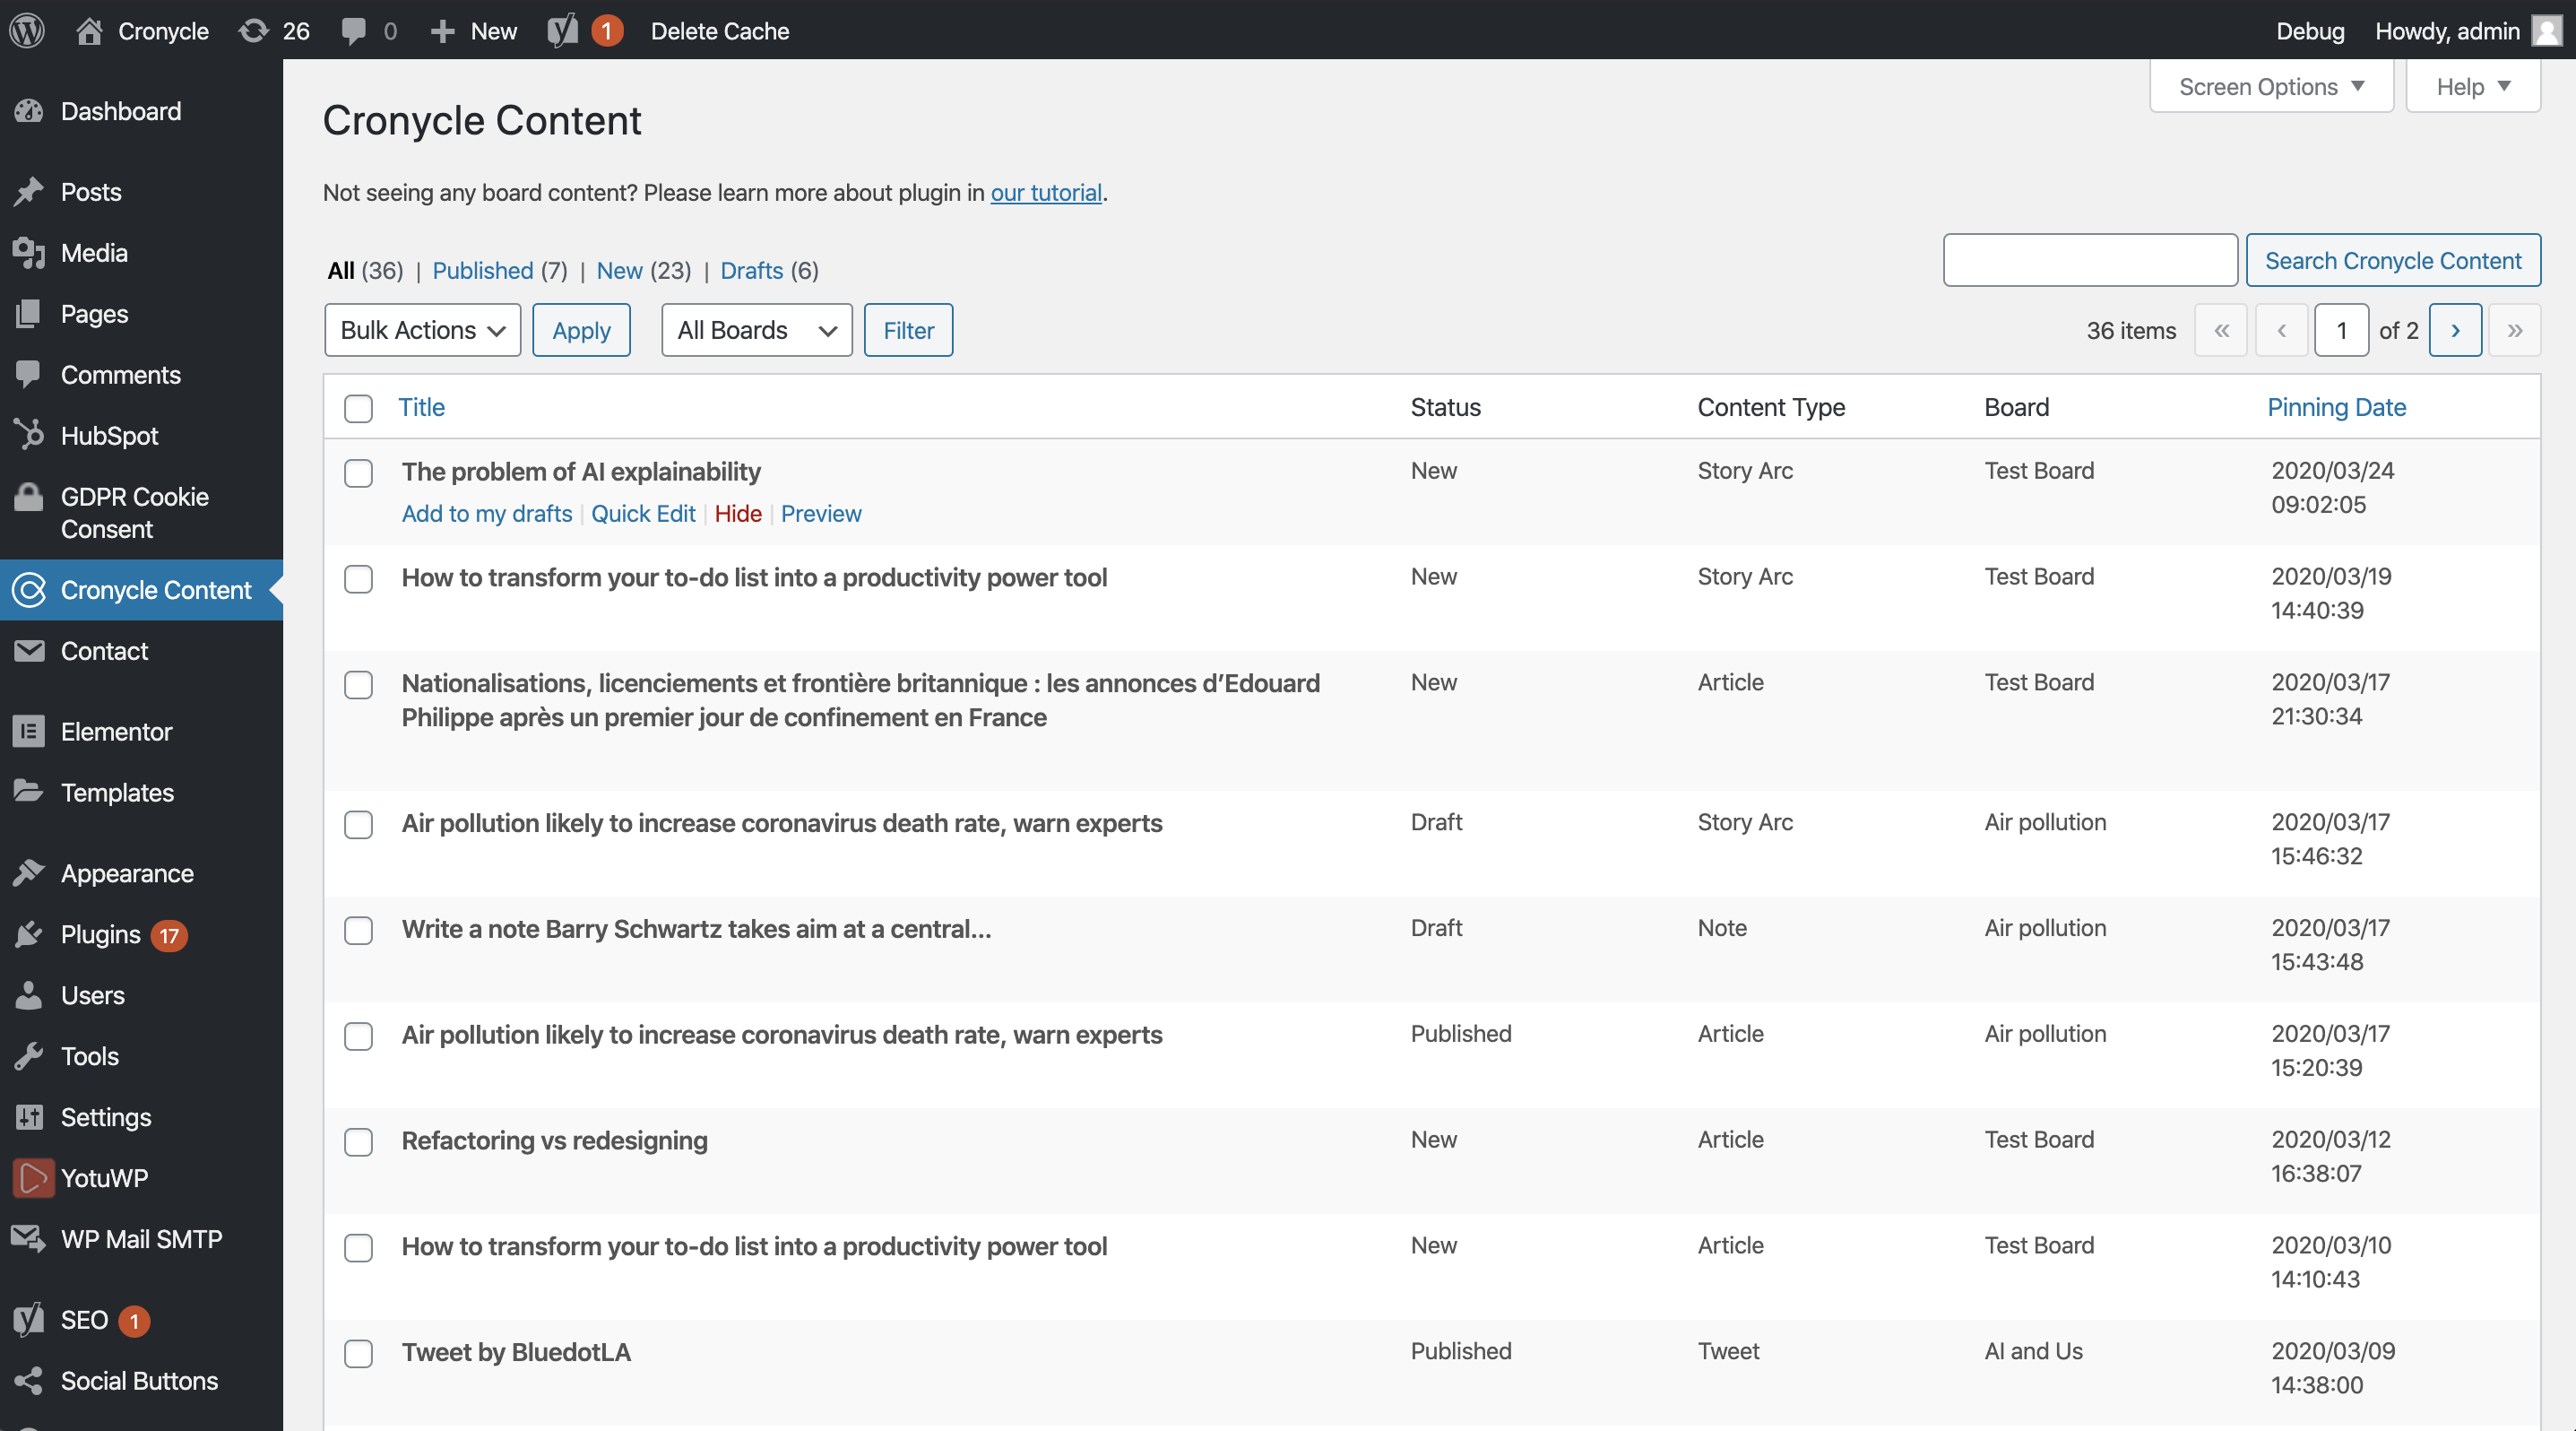 Cronycle 26 0 New 1 Delete Cache Debug Howdy, admin
Dashboard
Posts
Media
Pages
Comments
HubSpot
GDPR Cookie
Consent
Cronycle Content
Contact
Elementor
Templates
Appearance
Plugins 17
Users
Tools
Settings
YotuWP
WP Mail SMTP
SEO 1
Social Buttons
Screen Options Help
Cronycle Content
Not seeing any board content? Please learn more about plugin in our tutorial.
All (36) | Published (7) | New (23) | Drafts (6)
Search Cronycle Content
Bulk Actions Apply All Boards Filter 36 items « ‹ 1 of 2 › »
Title Status Content Type Board Pinning Date
The problem of AI explainability New Story Arc Test Board 2020/03/24
09:02:05
Add to my drafts | Quick Edit | Hide | Preview
How to transform your to-do list into a productivity power tool New Story Arc Test Board 2020/03/19
14:40:39
Nationalisations, licenciements et frontière britannique : les annonces d’Edouard New Article Test Board 2020/03/17
Philippe après un premier jour de confinement en France 21:30:34
Air pollution likely to increase coronavirus death rate, warn experts Draft Story Arc Air pollution 2020/03/17
15:46:32
Write a note Barry Schwartz takes aim at a central... Draft Note Air pollution 2020/03/17
15:43:48
Air pollution likely to increase coronavirus death rate, warn experts Published Article Air pollution 2020/03/17
15:20:39
Refactoring vs redesigning New Article Test Board 2020/03/12
16:38:07
How to transform your to-do list into a productivity power tool New Article Test Board 2020/03/10
14:10:43
Tweet by BluedotLA Published Tweet AI and Us 2020/03/09
14:38:00